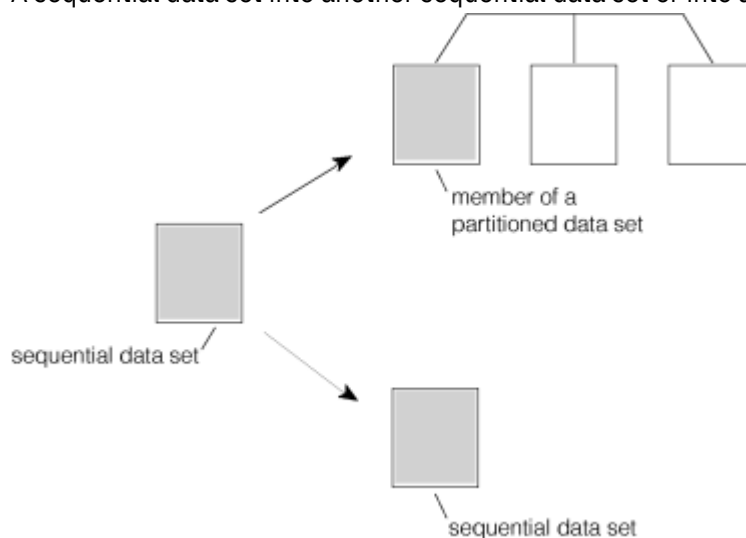 A sequential data set into another sequential data set or into
member of a
partitioned data set
sequential data set
sequential data set